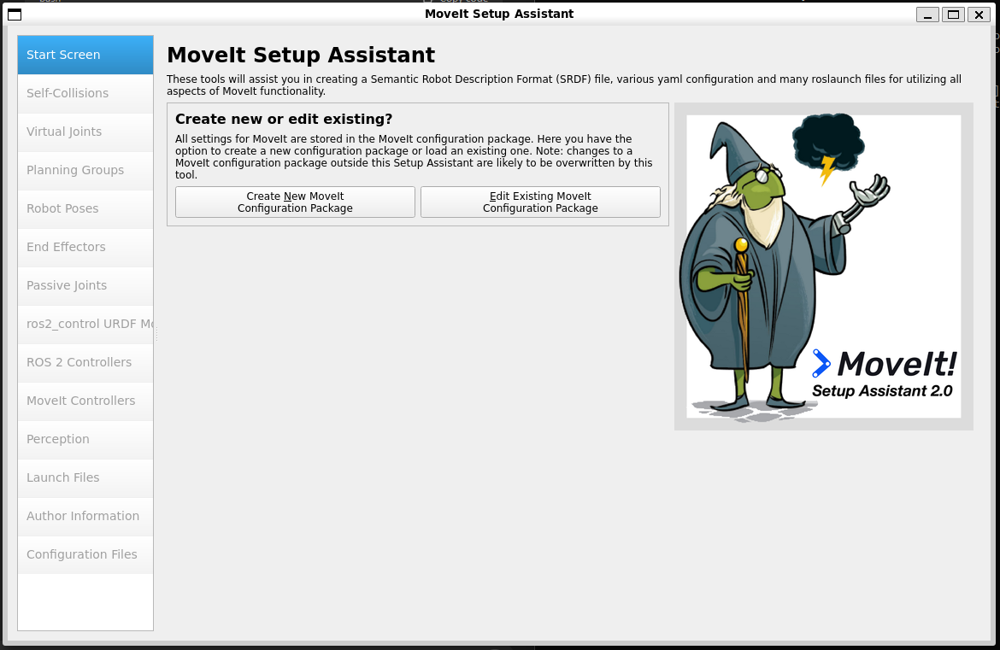 MoveIt Setup Assistant
Start Screen
Self-Collisions
Virtual Joints
Planning Groups
Robot Poses
End Effectors
Passive Joints
ros2_control URDF Mo
ROS 2 Controllers
MoveIt Controllers
Perception
Launch Files
Author Information
Configuration Files
MoveIt Setup Assistant
These tools will assist you in creating a Semantic Robot Description Format (SRDF) file, various yaml configuration and many roslaunch files for utilizing all
aspects of MoveIt functionality.
Create new or edit existing?
All settings for MoveIt are stored in the MoveIt configuration package. Here you have the
option to create a new configuration package or load an existing one. Note: changes to a
MoveIt configuration package outside this Setup Assistant are likely to be overwritten by this
tool.
Create New MoveIt
Configuration Package
Edit Existing MoveIt
Configuration Package
MoveIt!
Setup Assistant 2.0